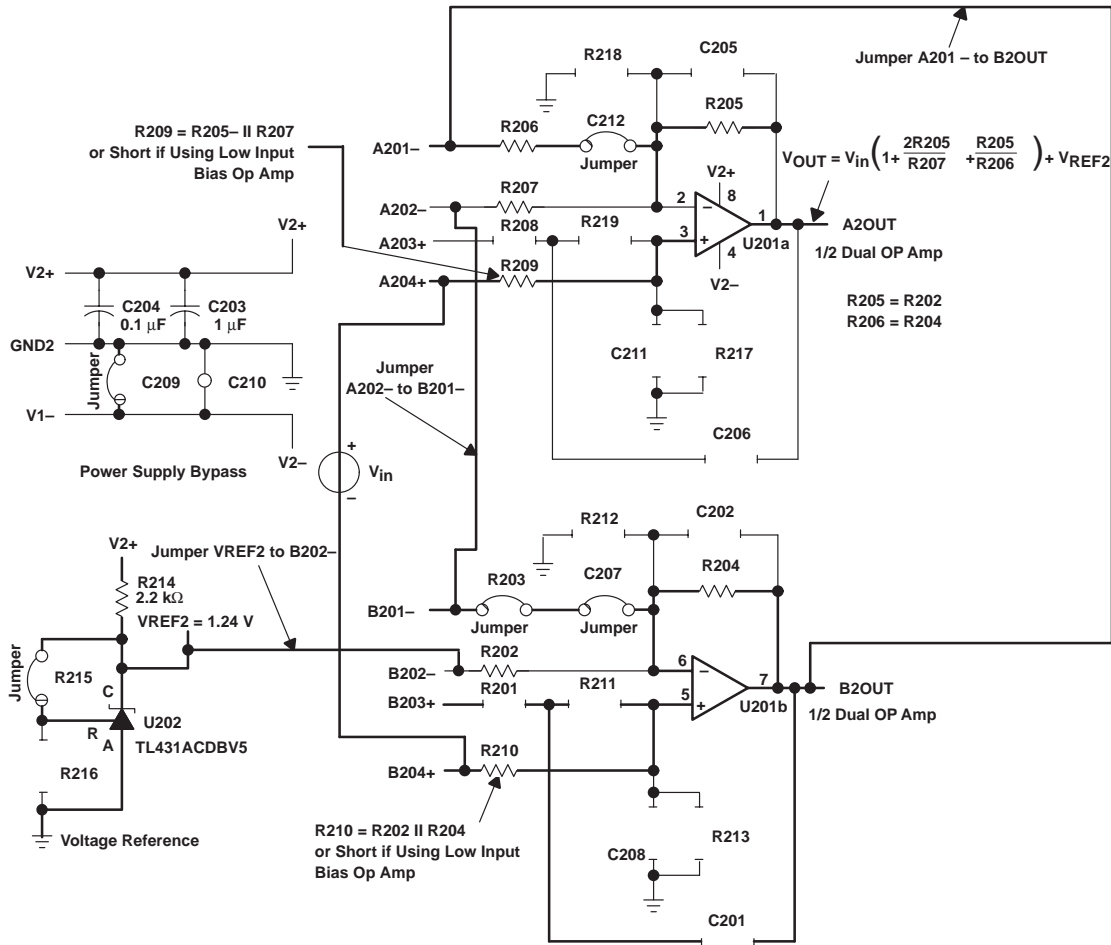 Jumper A201 – to B2OUT
R218
C205
R205
R206
C212
Jumper
A201–
R209 = R205– II R207
or Short if Using Low Input
Bias Op Amp
VOUT = Vin(1+ 2R205/R207 +R205/R206) + VREF2
V2+
8
A202–
R207
2
–
1
A2OUT
A203+
R208
R219
3
+
U201a
1/2 Dual OP Amp
4
A204+
R209
V2–
R205 = R202
R206 = R204
V2+
V2+
C204
0.1 μF
C203
1 μF
GND2
Jumper
C209
C210
V1–
V2–
Power Supply Bypass
Jumper
A202– to B201–
C211
R217
C206
+
Vin
–
R212
C202
R204
V2+
Jumper VREF2 to B202–
R214
2.2 kΩ
VREF2 = 1.24 V
R203
C207
B201–
Jumper
Jumper
Jumper
R215
C
R
A
U202
TL431ACDBV5
R216
Voltage Reference
B202–
R202
6
–
7
B2OUT
B203+
R201
R211
5
+
U201b
1/2 Dual OP Amp
B204+
R210
R210 = R202 II R204
or Short if Using Low Input
Bias Op Amp
C208
R213
C201